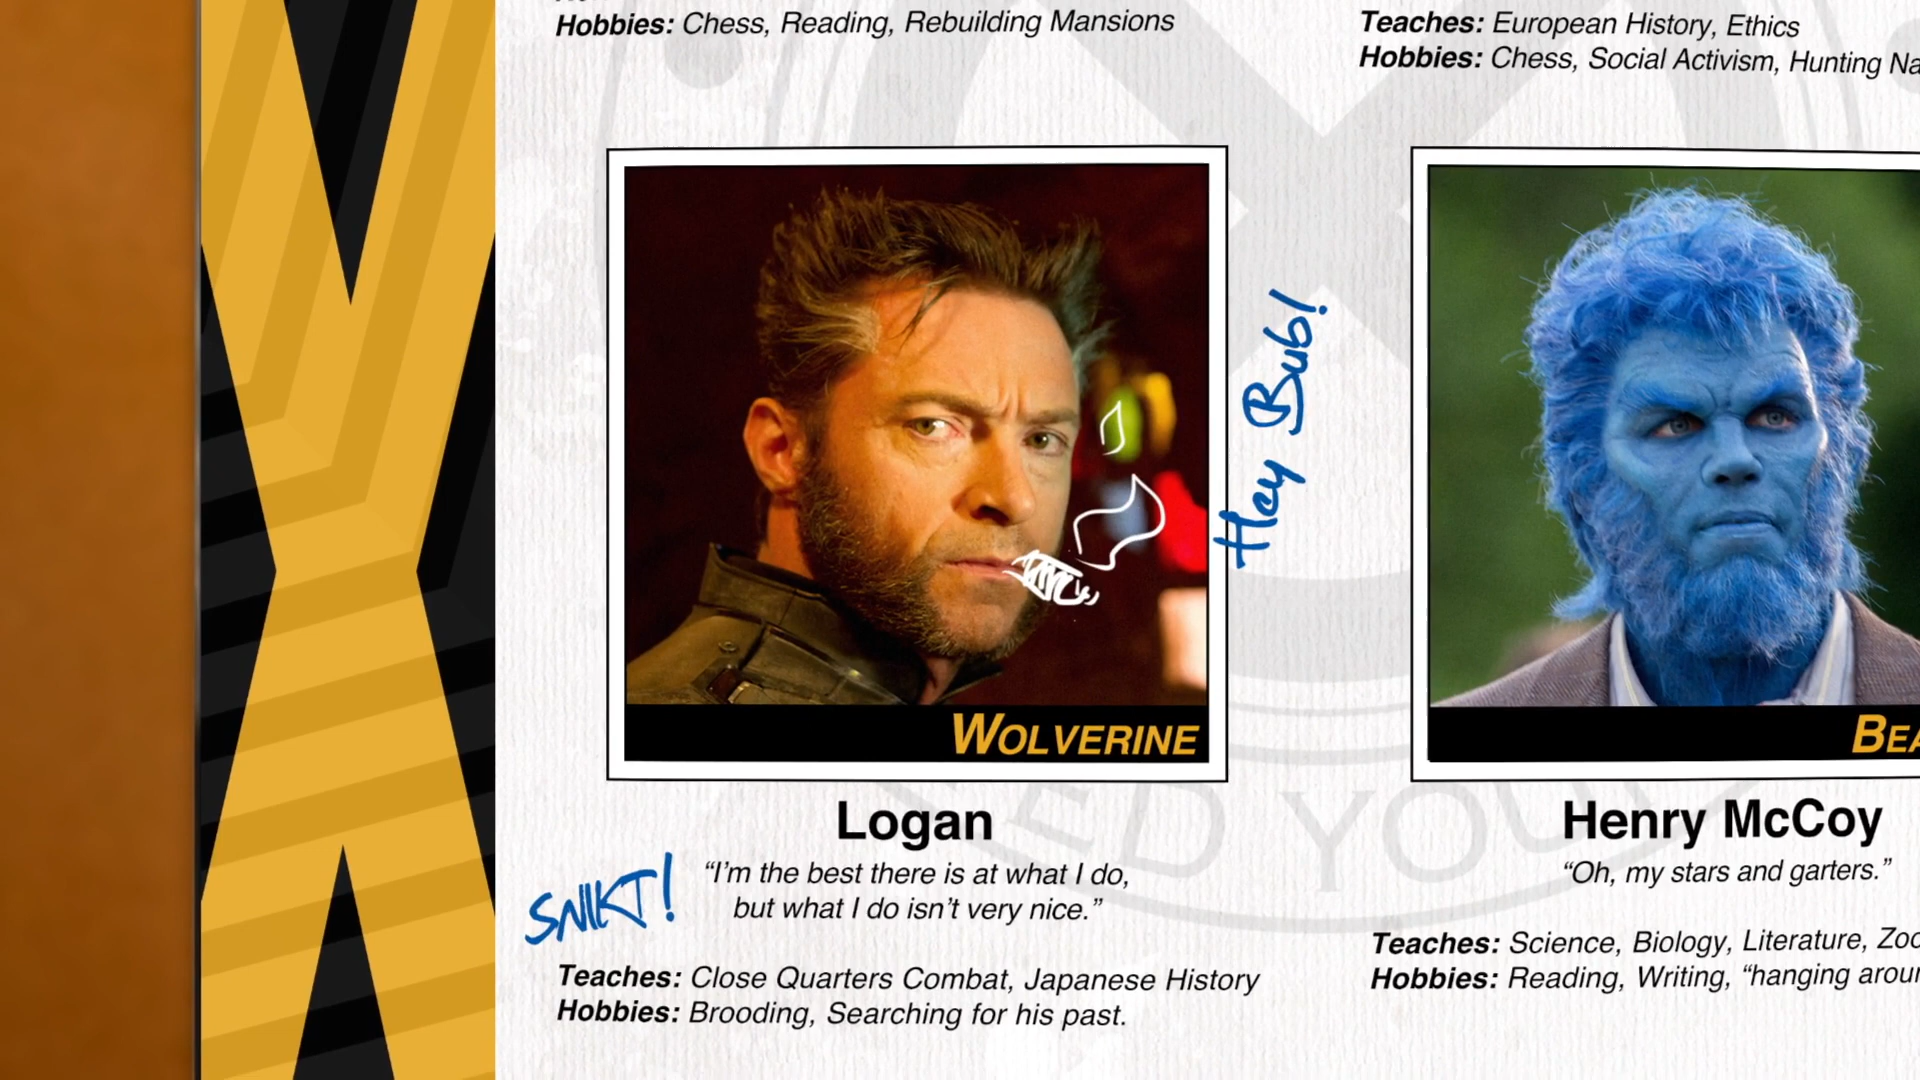 Hobbies: Chess, Reading, Rebuilding Mansions
Teaches: European History, Ethics
Hobbies: Chess, Social Activism, Hunting Na
Hey Bub!
WOLVERINE
BEA
Logan
"I'm the best there is at what I do,
but what I do isn't very nice."
SNIKT!
Teaches: Close Quarters Combat, Japanese History
Hobbies: Brooding, Searching for his past.
Henry McCoy
"Oh, my stars and garters."
Teaches: Science, Biology, Literature, Zoo
Hobbies: Reading, Writing, "hanging aroun
ED YOU